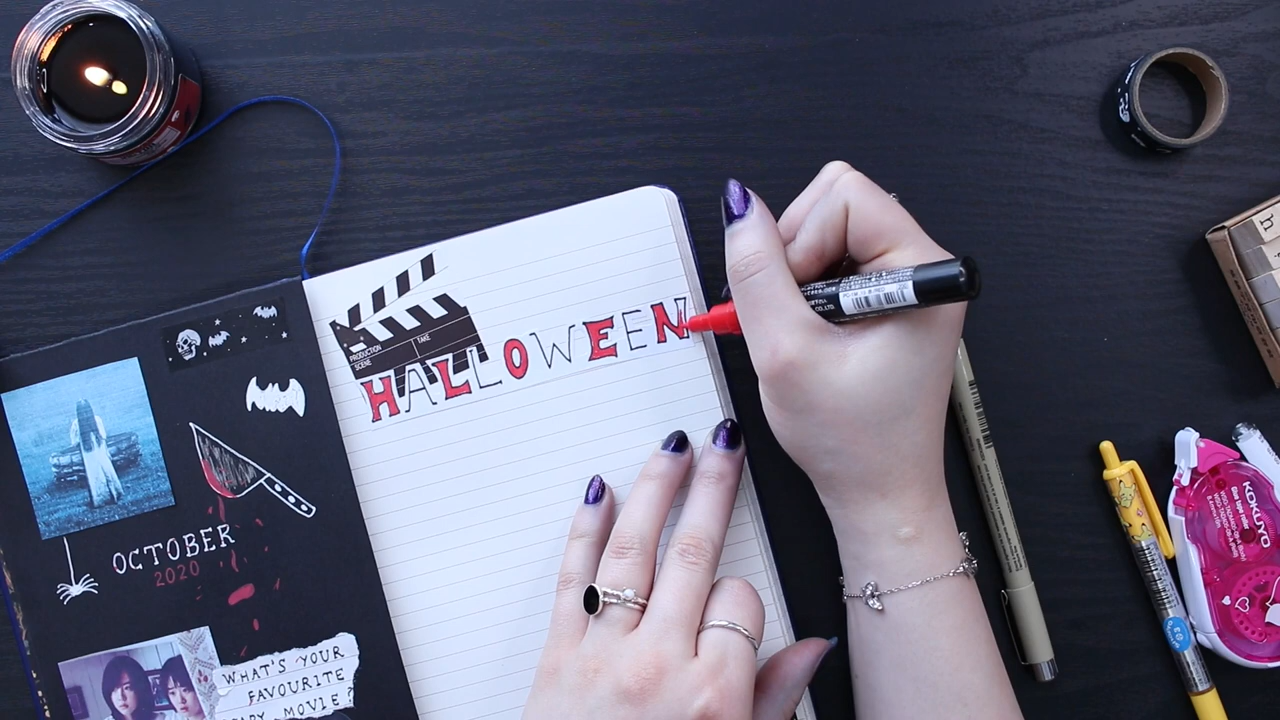 PRODUCTION
TAKE
SCENE
HALLOWEEN
OCTOBER
2020
WHAT'S YOUR
FAVOURITE
MOVIE?
KOKUYO
h